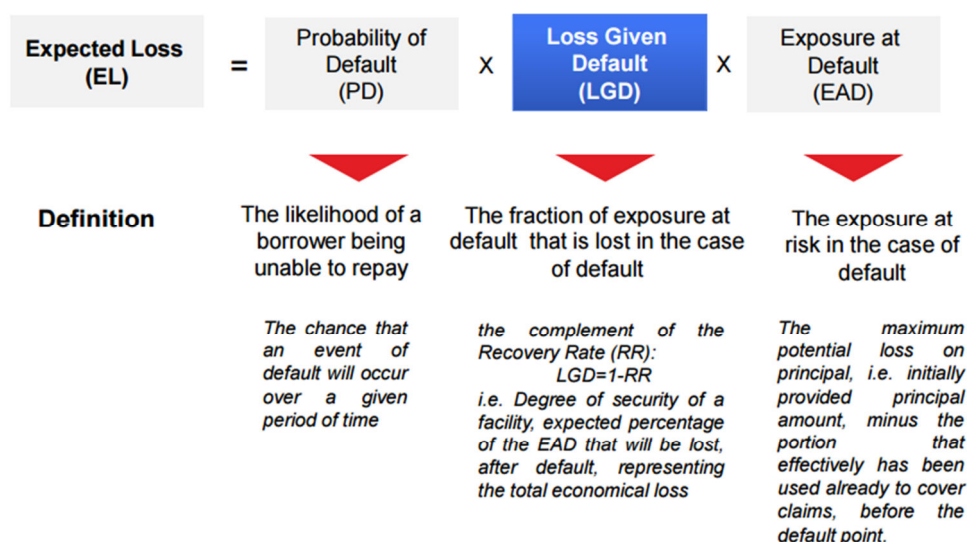 Expected Loss
(EL)
=
Probability of
Default
(PD)
X
Loss Given
Default
(LGD)
X
Exposure at
Default
(EAD)
Definition
The likelihood of a
borrower being
unable to repay
The chance that
an event of
default will occur
over a given
period of time
The fraction of exposure at
default that is lost in the case
of default
the complement of the
Recovery Rate (RR):
LGD=1-RR
i.e. Degree of security of a
facility, expected percentage
of the EAD that will be lost,
after default, representing
the total economical loss
The exposure at
risk in the case of
default
The maximum
potential loss on
principal, i.e. initially
provided principal
amount, minus the
portion that
effectively has been
used already to cover
claims, before the
default point.